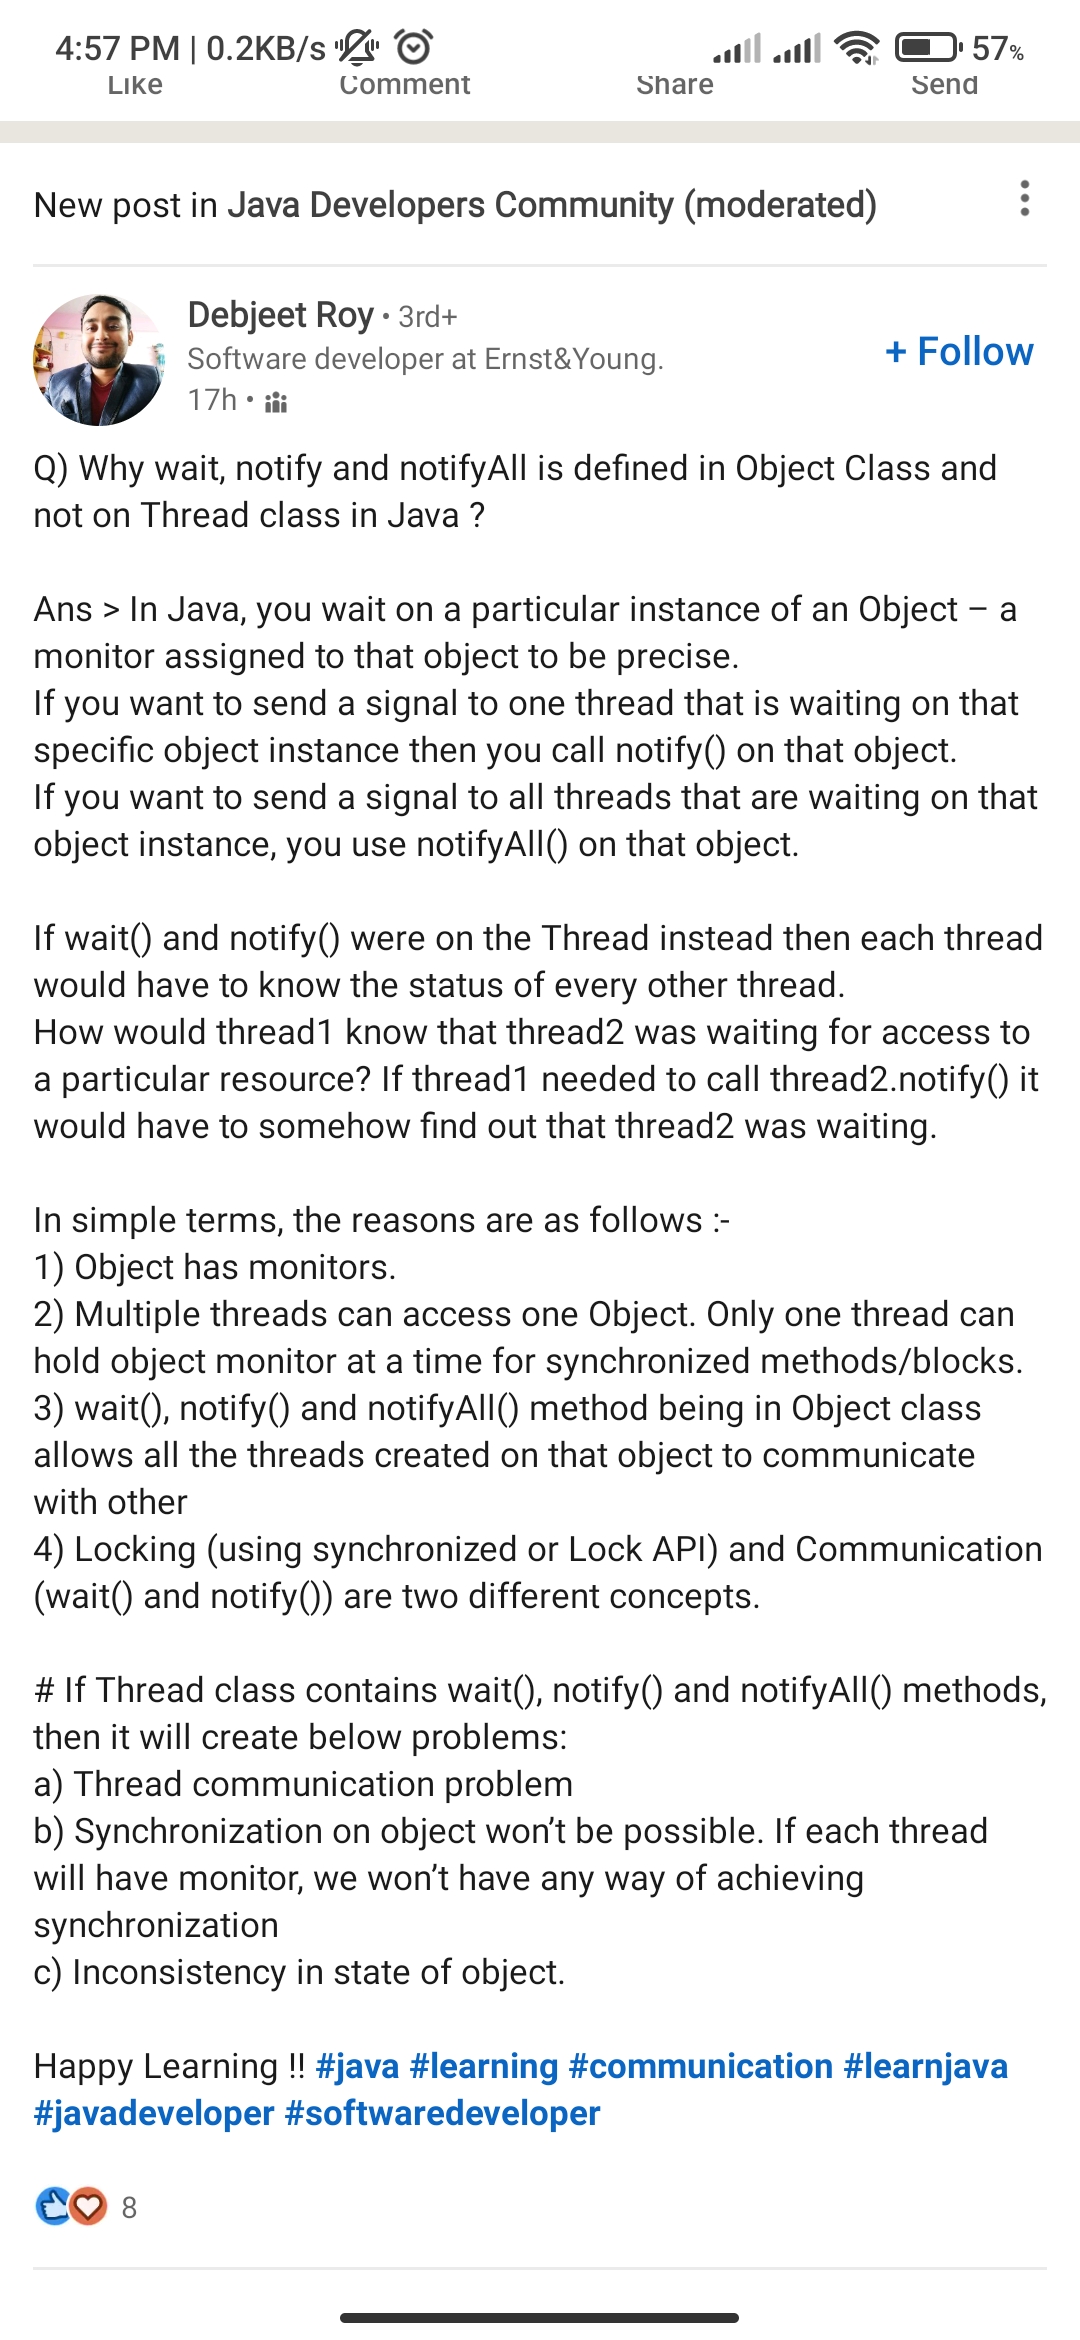 4:57 PM | 0.2KB/s
57%
Like Comment Share Send
New post in Java Developers Community (moderated)
Debjeet Roy • 3rd+
Software developer at Ernst&Young.
+ Follow
17h •
Q) Why wait, notify and notifyAll is defined in Object Class and
not on Thread class in Java ?
Ans > In Java, you wait on a particular instance of an Object – a
monitor assigned to that object to be precise.
If you want to send a signal to one thread that is waiting on that
specific object instance then you call notify() on that object.
If you want to send a signal to all threads that are waiting on that
object instance, you use notifyAll() on that object.
If wait() and notify() were on the Thread instead then each thread
would have to know the status of every other thread.
How would thread1 know that thread2 was waiting for access to
a particular resource? If thread1 needed to call thread2.notify() it
would have to somehow find out that thread2 was waiting.
In simple terms, the reasons are as follows :-
1) Object has monitors.
2) Multiple threads can access one Object. Only one thread can
hold object monitor at a time for synchronized methods/blocks.
3) wait(), notify() and notifyAll() method being in Object class
allows all the threads created on that object to communicate
with other
4) Locking (using synchronized or Lock API) and Communication
(wait() and notify()) are two different concepts.
# If Thread class contains wait(), notify() and notifyAll() methods,
then it will create below problems:
a) Thread communication problem
b) Synchronization on object won’t be possible. If each thread
will have monitor, we won’t have any way of achieving
synchronization
c) Inconsistency in state of object.
Happy Learning !! #java #learning #communication #learnjava
#javadeveloper #softwaredeveloper
8